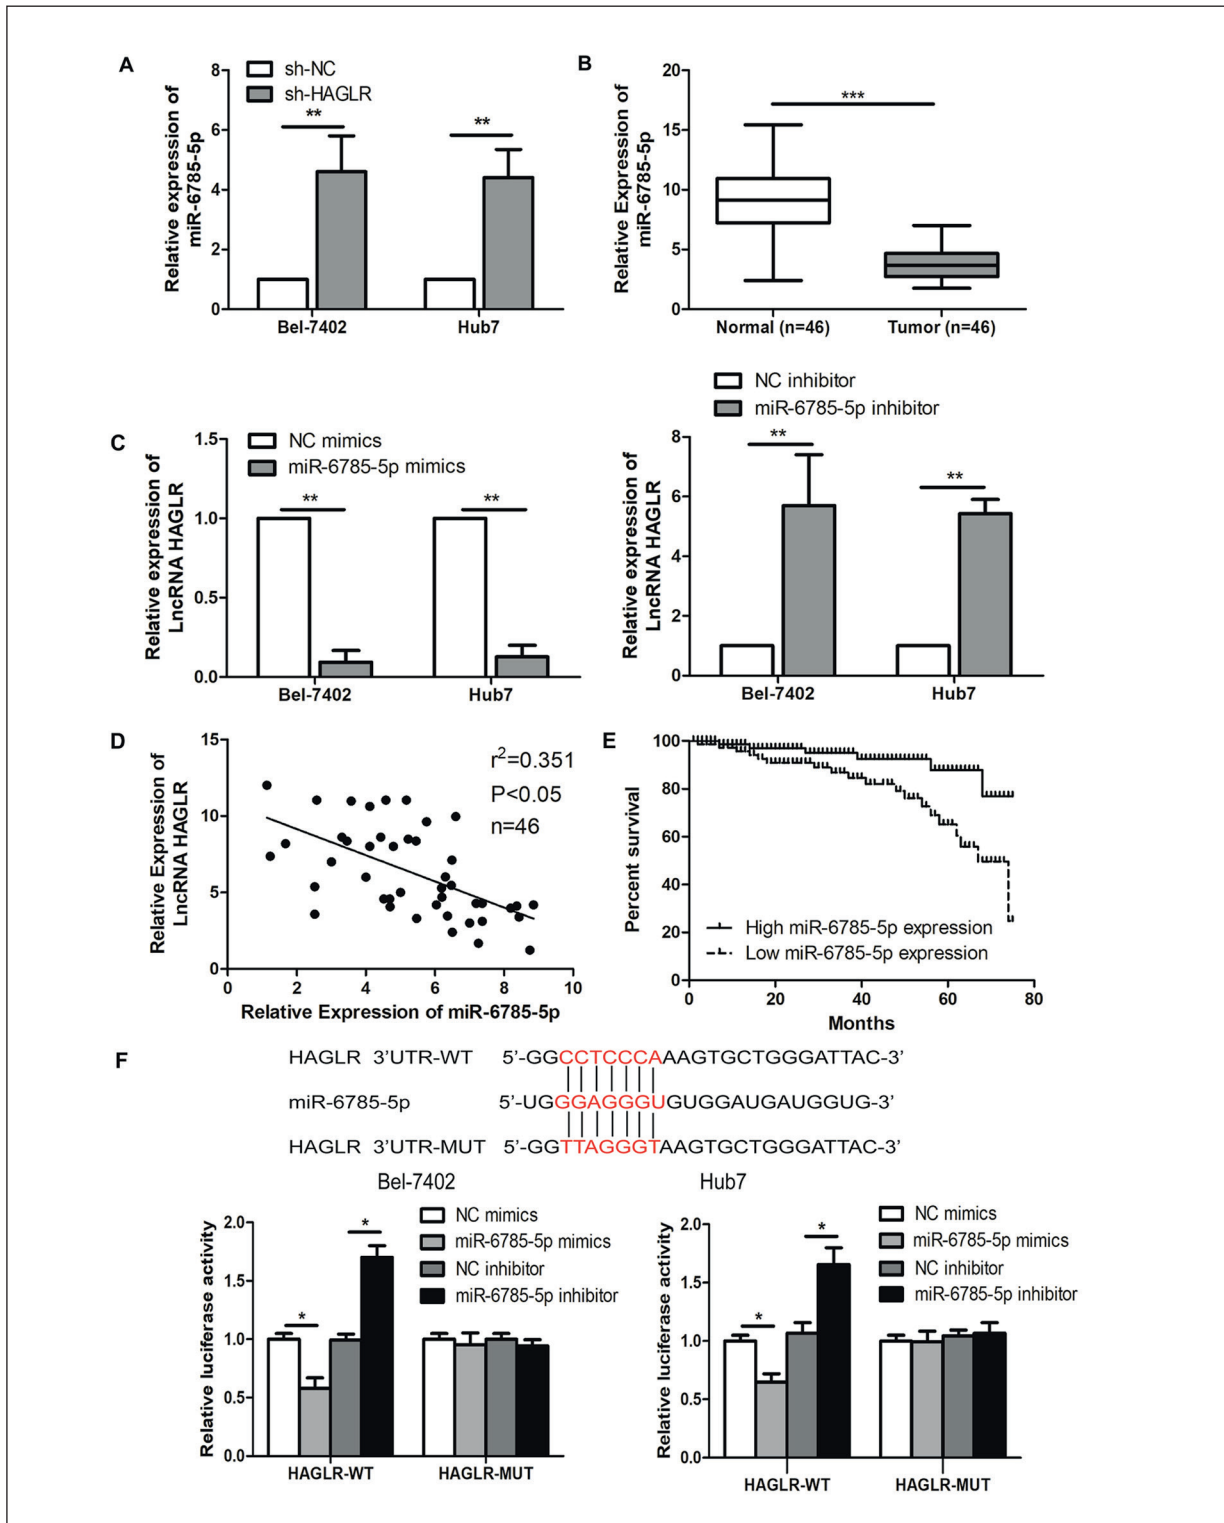 A
Relative expression of
miR-6785-5p
sh-NC
sh-HAGLR
8
6
4
2
0
**
**
Bel-7402
Hub7
B
Relative Expression of
miR-6785-5p
20
15
10
5
0
***
Normal (n=46)
Tumor (n=46)
C
Relative expression of
LncRNA HAGLR
NC mimics
miR-6785-5p mimics
1.5
1.0
0.5
0.0
**
**
Bel-7402
Hub7
NC inhibitor
miR-6785-5p inhibitor
Relative expression of
LncRNA HAGLR
8
6
4
2
0
**
**
Bel-7402
Hub7
D
Relative Expression of
LncRNA HAGLR
15
10
5
0
r2=0.351
P<0.05
n=46
0
2
4
6
8
10
Relative Expression of miR-6785-5p
E
Percent survival
100
80
60
40
20
0
High miR-6785-5p expression
Low miR-6785-5p expression
0
20
40
60
80
Months
F
HAGLR 3'UTR-WT 5'-GGCCTCCCAAAGTGCTGGGATTAC-3'
miR-6785-5p 5'-UGGGAGGGUGUGGAUGAUGGUG-3'
HAGLR 3'UTR-MUT 5'-GGTTAGGGTAAGTGCTGGGATTAC-3'
Bel-7402
Relative luciferase activity
2.0
1.5
1.0
0.5
0.0
*
*
NC mimics
miR-6785-5p mimics
NC inhibitor
miR-6785-5p inhibitor
HAGLR-WT
HAGLR-MUT
Hub7
Relative luciferase activity
2.0
1.5
1.0
0.5
0.0
*
*
NC mimics
miR-6785-5p mimics
NC inhibitor
miR-6785-5p inhibitor
HAGLR-WT
HAGLR-MUT